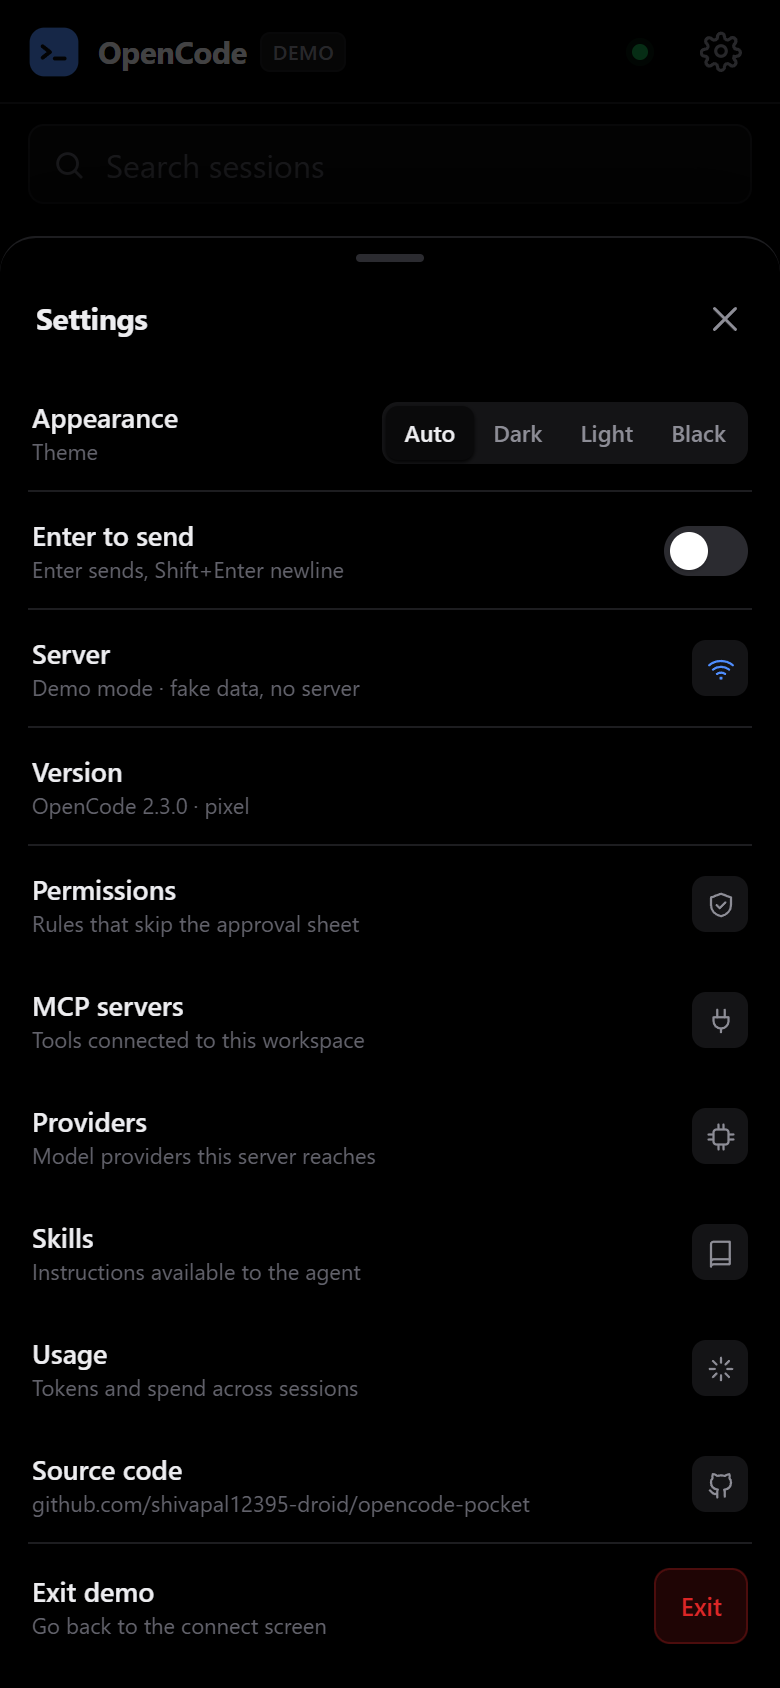 OpenCode DEMO
Search sessions
Settings
Appearance
Theme
Auto Dark Light Black
Enter to send
Enter sends, Shift+Enter newline
Server
Demo mode · fake data, no server
Version
OpenCode 2.3.0 · pixel
Permissions
Rules that skip the approval sheet
MCP servers
Tools connected to this workspace
Providers
Model providers this server reaches
Skills
Instructions available to the agent
Usage
Tokens and spend across sessions
Source code
github.com/shivapal12395-droid/opencode-pocket
Exit demo
Go back to the connect screen
Exit